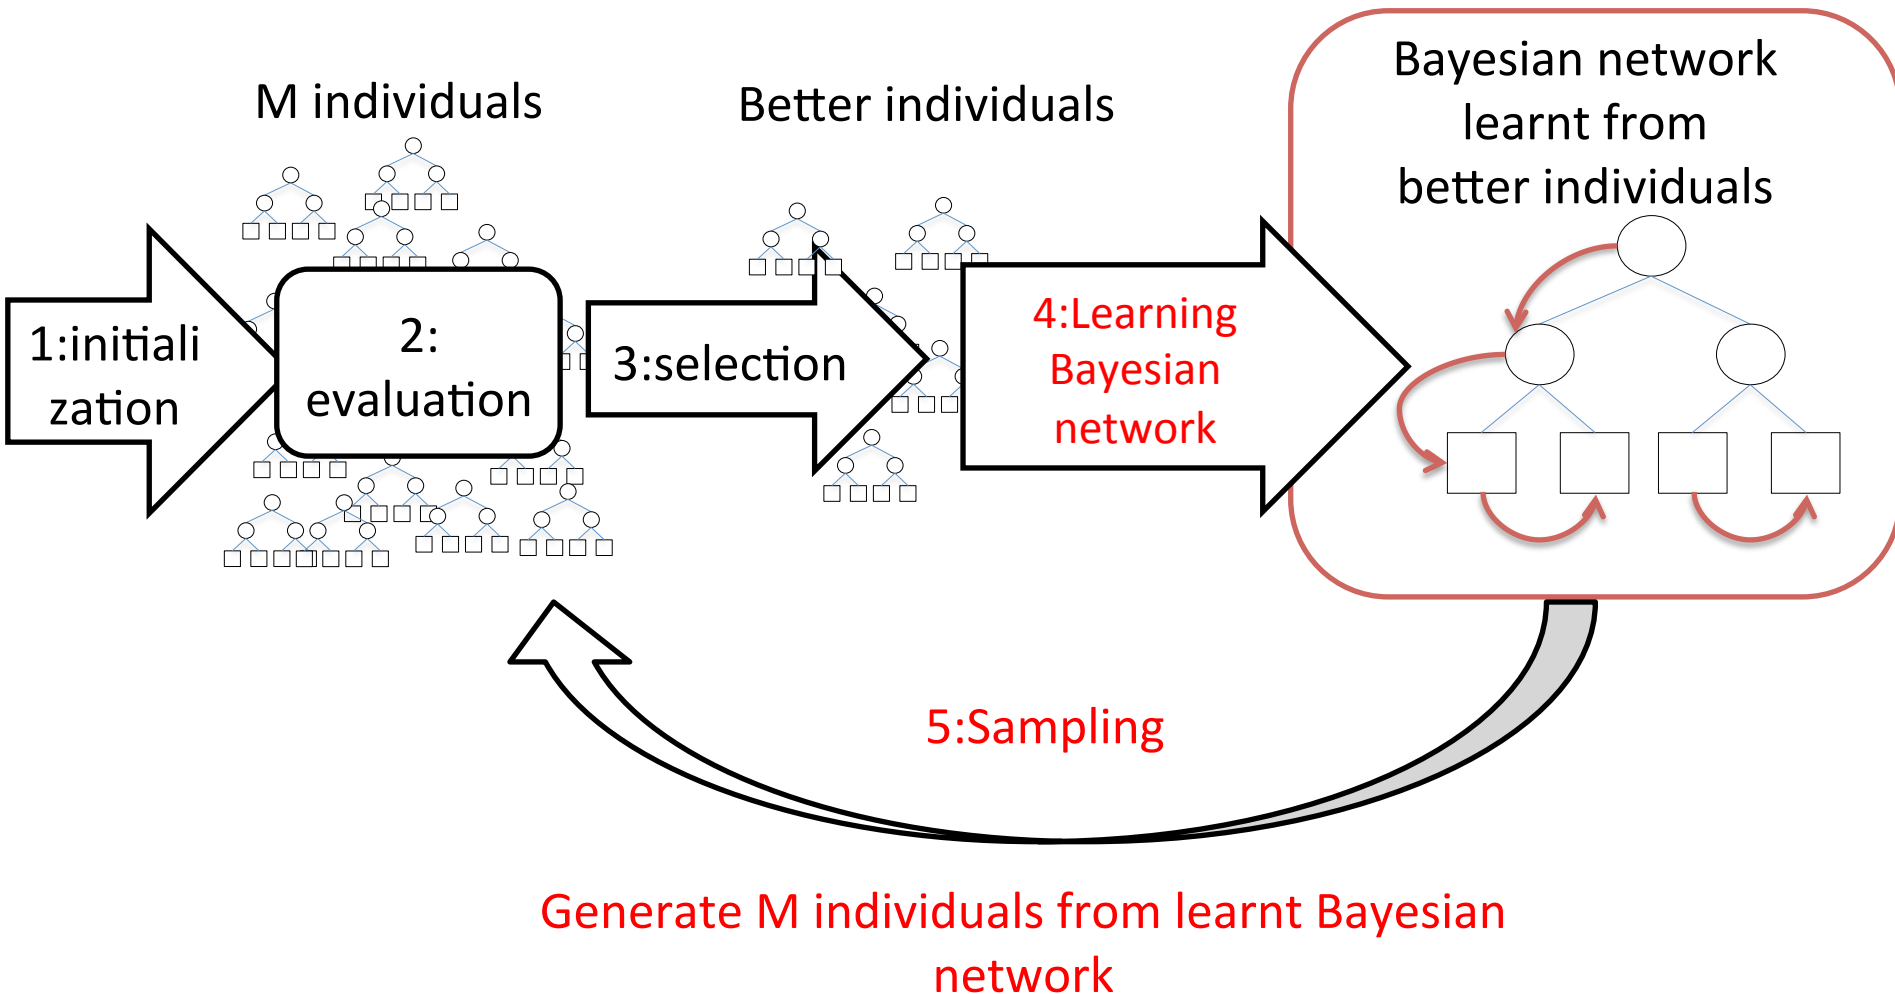 M individuals
Better individuals
Bayesian network
learnt from
better individuals
1:initiali
zation
2:
evaluation
3:selection
4:Learning
Bayesian
network
5:Sampling
Generate M individuals from learnt Bayesian
network